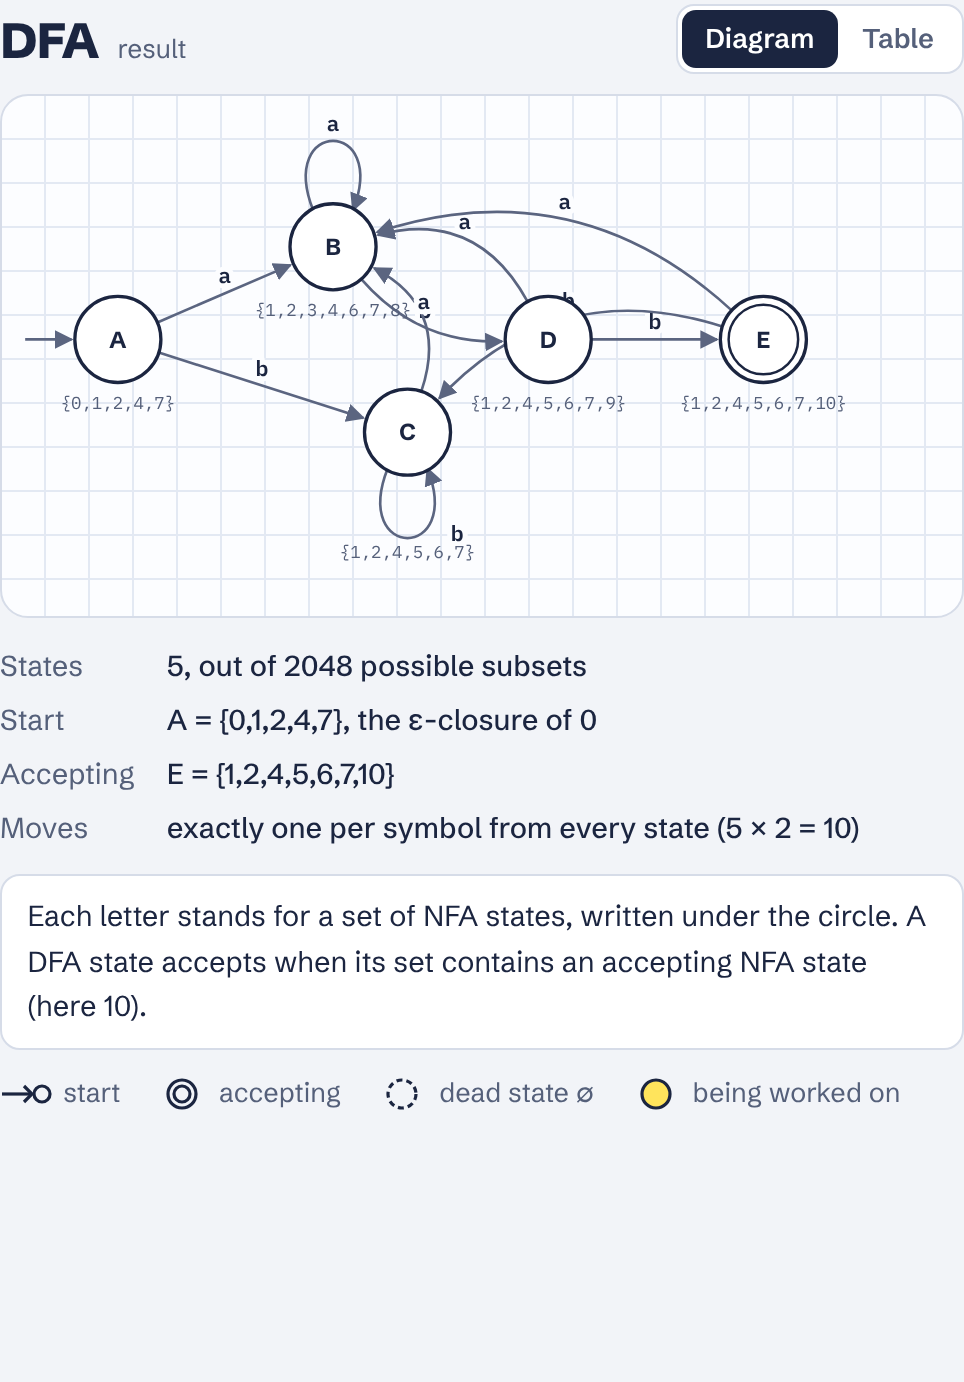 DFA result
Diagram Table
a
a
a
B
a
{1,2,3,4,6,7,8}
a
b
A
D
E
b
{0,1,2,4,7}
{1,2,4,5,6,7,9}
{1,2,4,5,6,7,10}
C
b
{1,2,4,5,6,7}
States 5, out of 2048 possible subsets
Start A = {0,1,2,4,7}, the ε-closure of 0
Accepting E = {1,2,4,5,6,7,10}
Moves exactly one per symbol from every state (5 × 2 = 10)
Each letter stands for a set of NFA states, written under the circle. A
DFA state accepts when its set contains an accepting NFA state
(here 10).
start accepting dead state ∅ being worked on